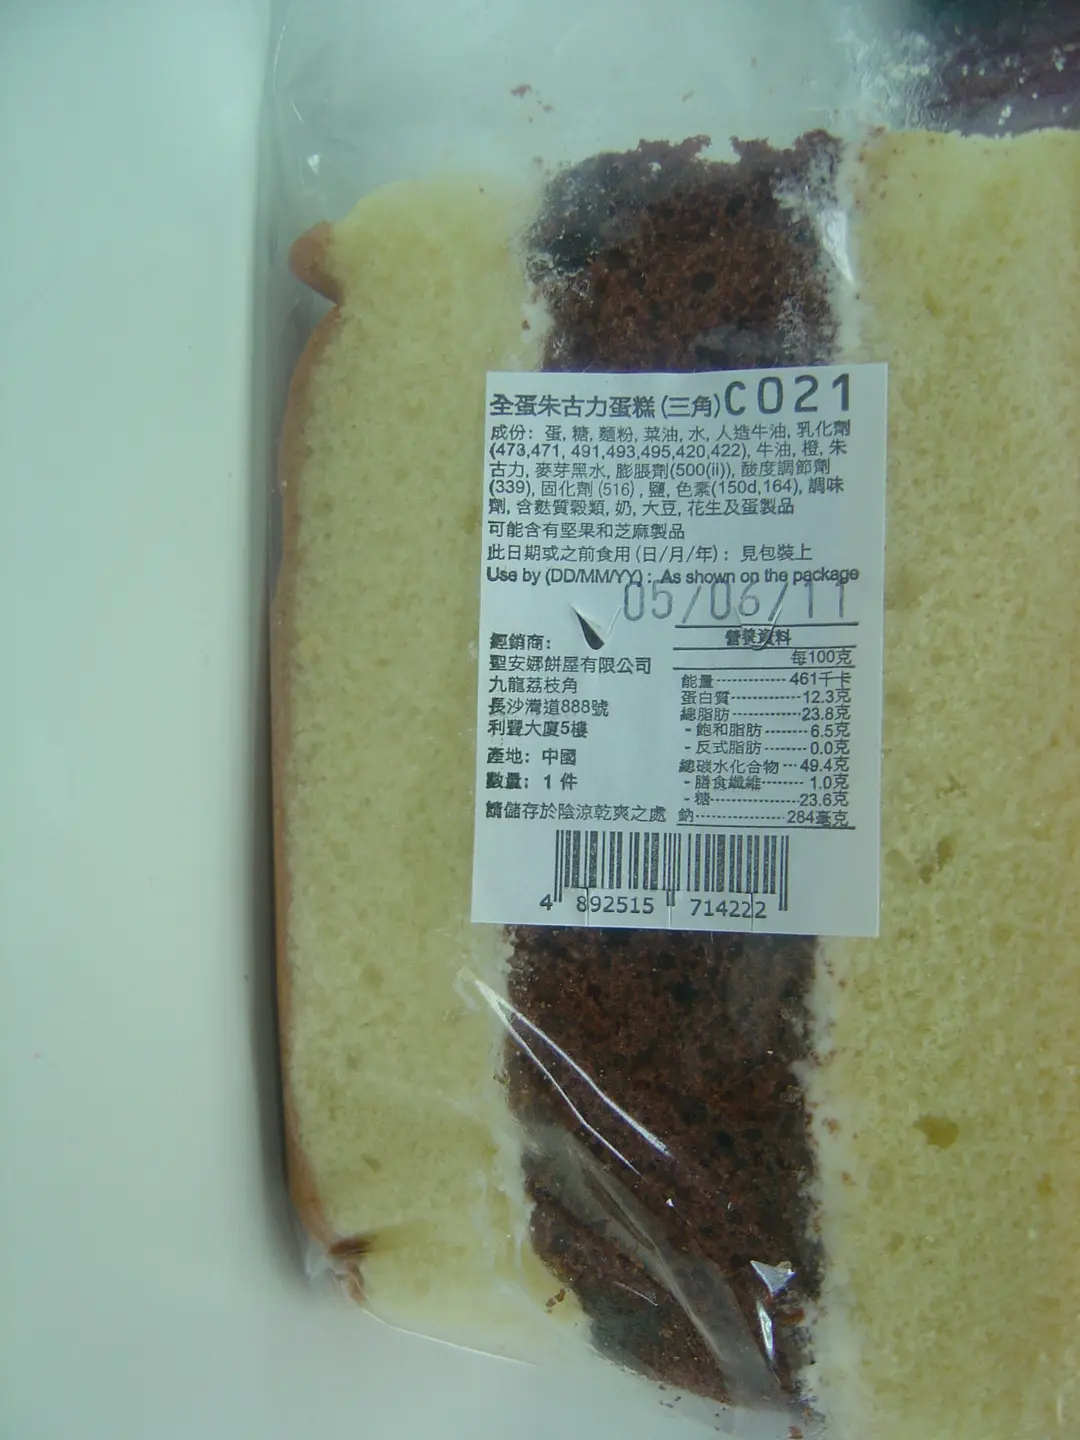 全蛋朱古力蛋糕(三角)C021
成份: 蛋, 糖, 麵粉, 菜油, 水, 人造牛油, 乳化劑
(473,471, 491,493,495,420,422), 牛油, 橙, 朱
古力, 麥芽黑水, 膨脹劑(500(ii)), 酸度調節劑
(339), 固化劑(516), 鹽, 色素(150d,164), 調味
劑, 含麩質穀類, 奶, 大豆, 花生及蛋製品
可能含有堅果和芝麻製品
此日期或之前食用(日/月/年): 見包裝上
Use by (DD/MM/YY): As shown on the package
05/06/11
經銷商:
聖安娜餅屋有限公司
九龍荔枝角
長沙灣道888號
利豐大廈5樓
產地: 中國
數量: 1 件
請儲存於陰涼乾爽之處
營養資料
每100克
能量------------461千卡
蛋白質------------12.3克
總脂肪------------23.8克
- 飽和脂肪-------6.5克
- 反式脂肪-------0.0克
總碳水化合物---49.4克
- 膳食纖維--------1.0克
- 糖----------------23.6克
鈉----------------284毫克
4 892515 714222